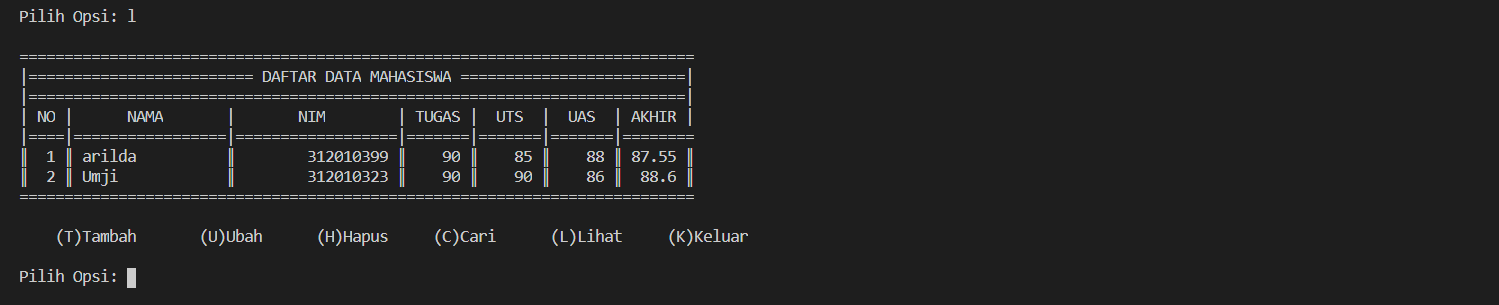 Pilih Opsi: l
===========================================================================
|========================= DAFTAR DATA MAHASISWA =========================|
|=========================================================================|
| NO |      NAMA       |       NIM        | TUGAS |  UTS  |  UAS  | AKHIR |
|====|=================|==================|=======|=======|=======|========
║  1 ║ arilda          ║        312010399 ║    90 ║    85 ║    88 ║ 87.55 ║
║  2 ║ Umji            ║        312010323 ║    90 ║    90 ║    86 ║  88.6 ║
===========================================================================
    (T)Tambah       (U)Ubah      (H)Hapus     (C)Cari      (L)Lihat     (K)Keluar
Pilih Opsi: